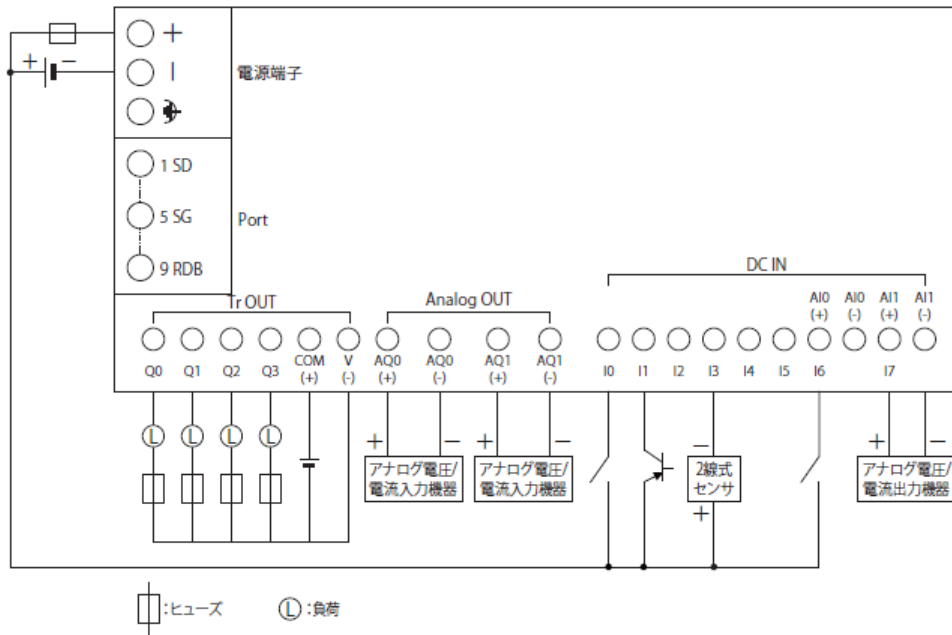 +
+ −
−
電源端子
1 SD
5 SG
Port
9 RDB
Tr OUT
Analog OUT
DC IN
AI0 (+)
AI0 (-)
AI1 (+)
AI1 (-)
Q0
Q1
Q2
Q3
COM (+)
V (-)
AQ0 (+)
AQ0 (-)
AQ1 (+)
AQ1 (-)
I0
I1
I2
I3
I4
I5
I6
I7
L
L
L
L
+ −
アナログ電圧/
電流入力機器
+ −
アナログ電圧/
電流入力機器
−
2線式
センサ
+
+ −
アナログ電圧/
電流出力機器
:ヒューズ
L :負荷